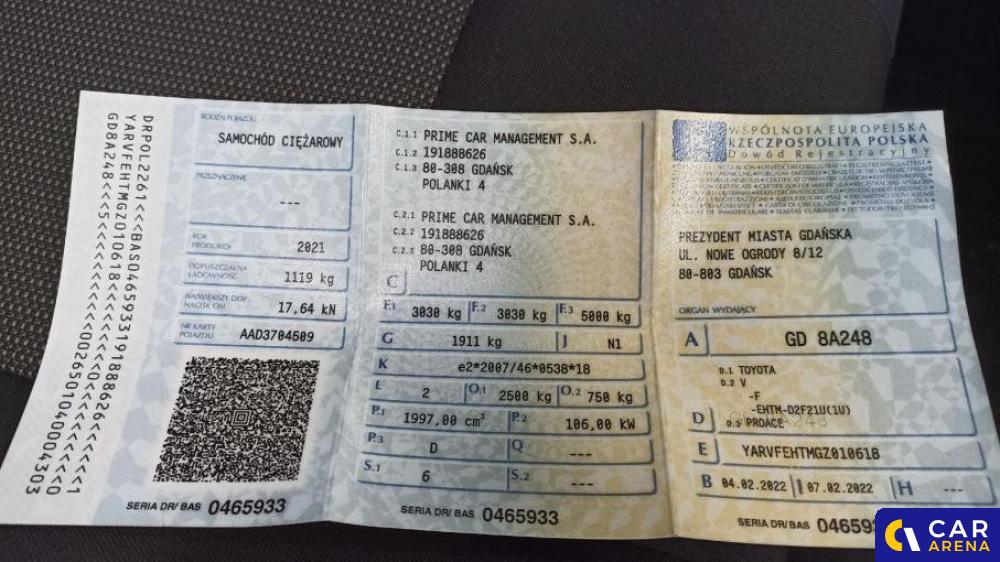 DRPOL2261<<BAS0465933191888626<<<<<<<1
YARVFEHTMGZ010618<<<<<<<<<
GD8A248<<<5<<<<<
RODZAJ POJAZDU
SAMOCHÓD CIĘŻAROWY
PRZEZNACZENIE
---
ROK PRODUKCJI
2021
DOPUSZCZALNA ŁADOWNOŚĆ
1119 kg
NAJWIĘKSZY DOP. NACISK OSI
17,64 kN
NR KARTY POJAZDU
AAD3704509
SERIA DR/ BAS 0465933
C.1.1 PRIME CAR MANAGEMENT S.A.
C.1.2 191888626
C.1.3 80-308 GDAŃSK
POLANKI 4
C.2.1 PRIME CAR MANAGEMENT S.A.
C.2.2 191888626
C.2.3 80-308 GDAŃSK
POLANKI 4
C
F.1 3030 kg F.2 3030 kg F.3 5000 kg
G 1911 kg J N1
K e2*2007/46*0538*18
L 2 O.1 2500 kg O.2 750 kg
P.1 1997,00 cm³ P.2 106,00 kW
P.3 D Q ---
S.1 6 S.2 ---
SERIA DR/ BAS 0465933
WSPÓLNOTA EUROPEJSKA
RZECZPOSPOLITA POLSKA
Dowód Rejestracyjny
PREZYDENT MIASTA GDAŃSKA
UL. NOWE OGRODY 8/12
80-803 GDAŃSK
ORGAN WYDAJĄCY
A GD 8A248
D.1 TOYOTA
D.2 V
-F
-EHTM-D2F21U(1U)
D
D.3 PROACE
E YARVFEHTMGZ010618
B 04.02.2022 I 07.02.2022 H ---
SERIA DR/ BAS 04659
CAR
ARENA